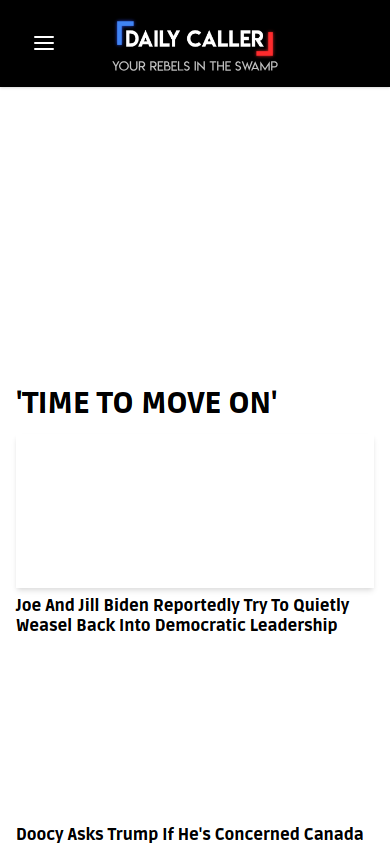 DAILY CALLER
YOUR REBELS IN THE SWAMP
'TIME TO MOVE ON'
Joe And Jill Biden Reportedly Try To Quietly
Weasel Back Into Democratic Leadership
Doocy Asks Trump If He's Concerned Canada